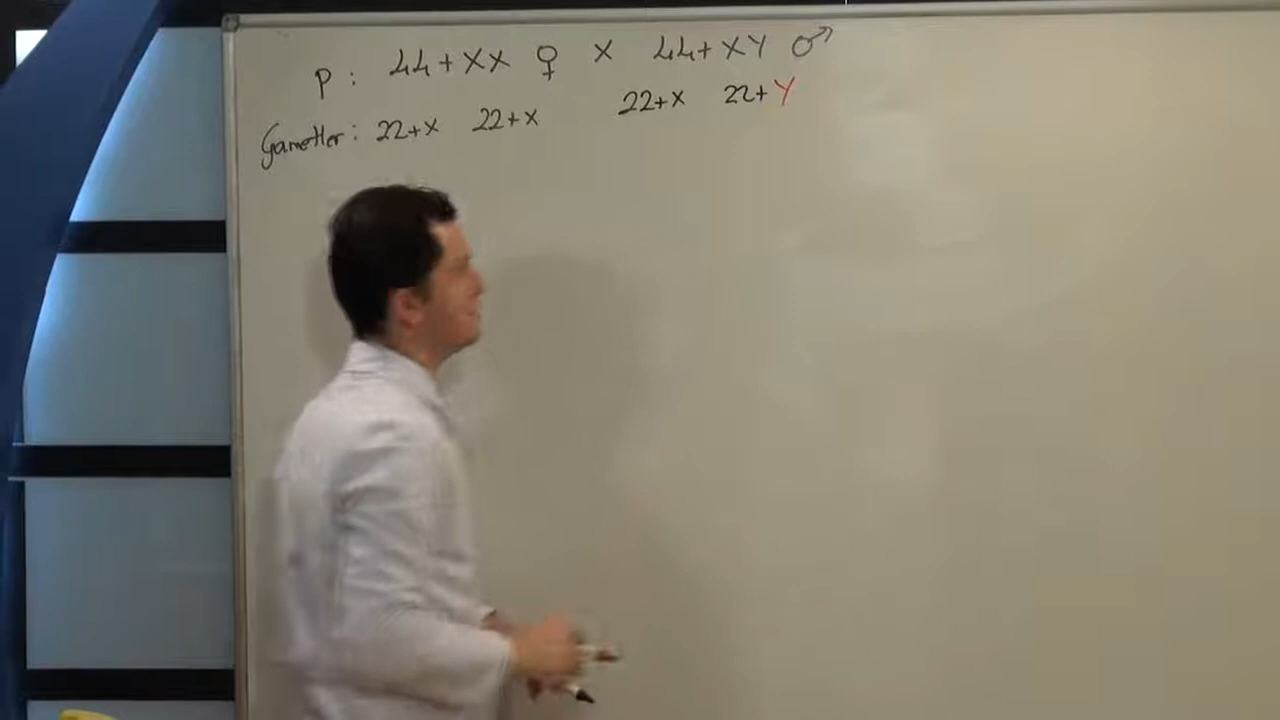 P: 44+XX ♀ X 44+XY ♂
Gametler: 22+X 22+X 22+X 22+Y